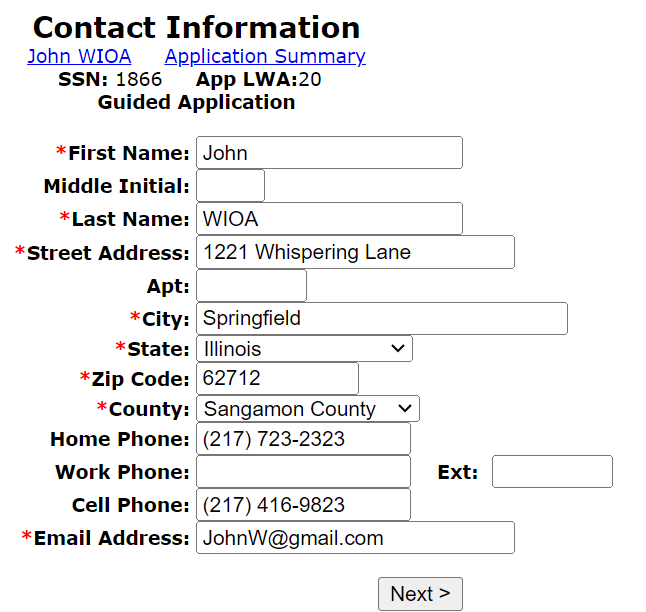 Contact Information
John WIOA Application Summary
SSN: 1866 App LWA:20
Guided Application
*First Name: John
Middle Initial:
*Last Name: WIOA
*Street Address: 1221 Whispering Lane
Apt:
*City: Springfield
*State: Illinois
*Zip Code: 62712
*County: Sangamon County
Home Phone: (217) 723-2323
Work Phone: Ext:
Cell Phone: (217) 416-9823
*Email Address: JohnW@gmail.com
Next >